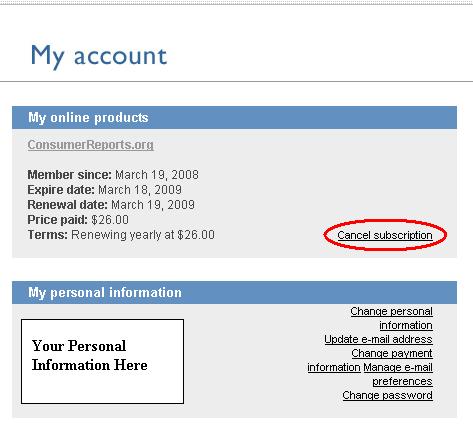 My account
My online products
ConsumerReports.org
Member since: March 19, 2008
Expire date: March 18, 2009
Renewal date: March 19, 2009
Price paid: $26.00
Terms: Renewing yearly at $26.00
Cancel subscription
My personal information
Your Personal
Information Here
Change personal
information
Update e-mail address
Change payment
information Manage e-mail
preferences
Change password